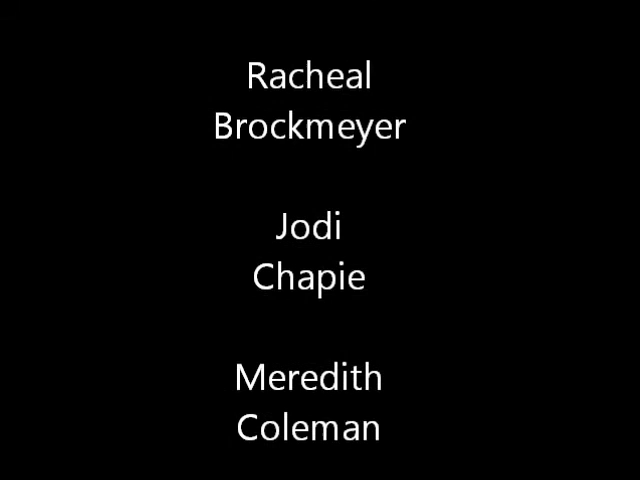 Racheal
Brockmeyer
Jodi
Chapie
Meredith
Coleman